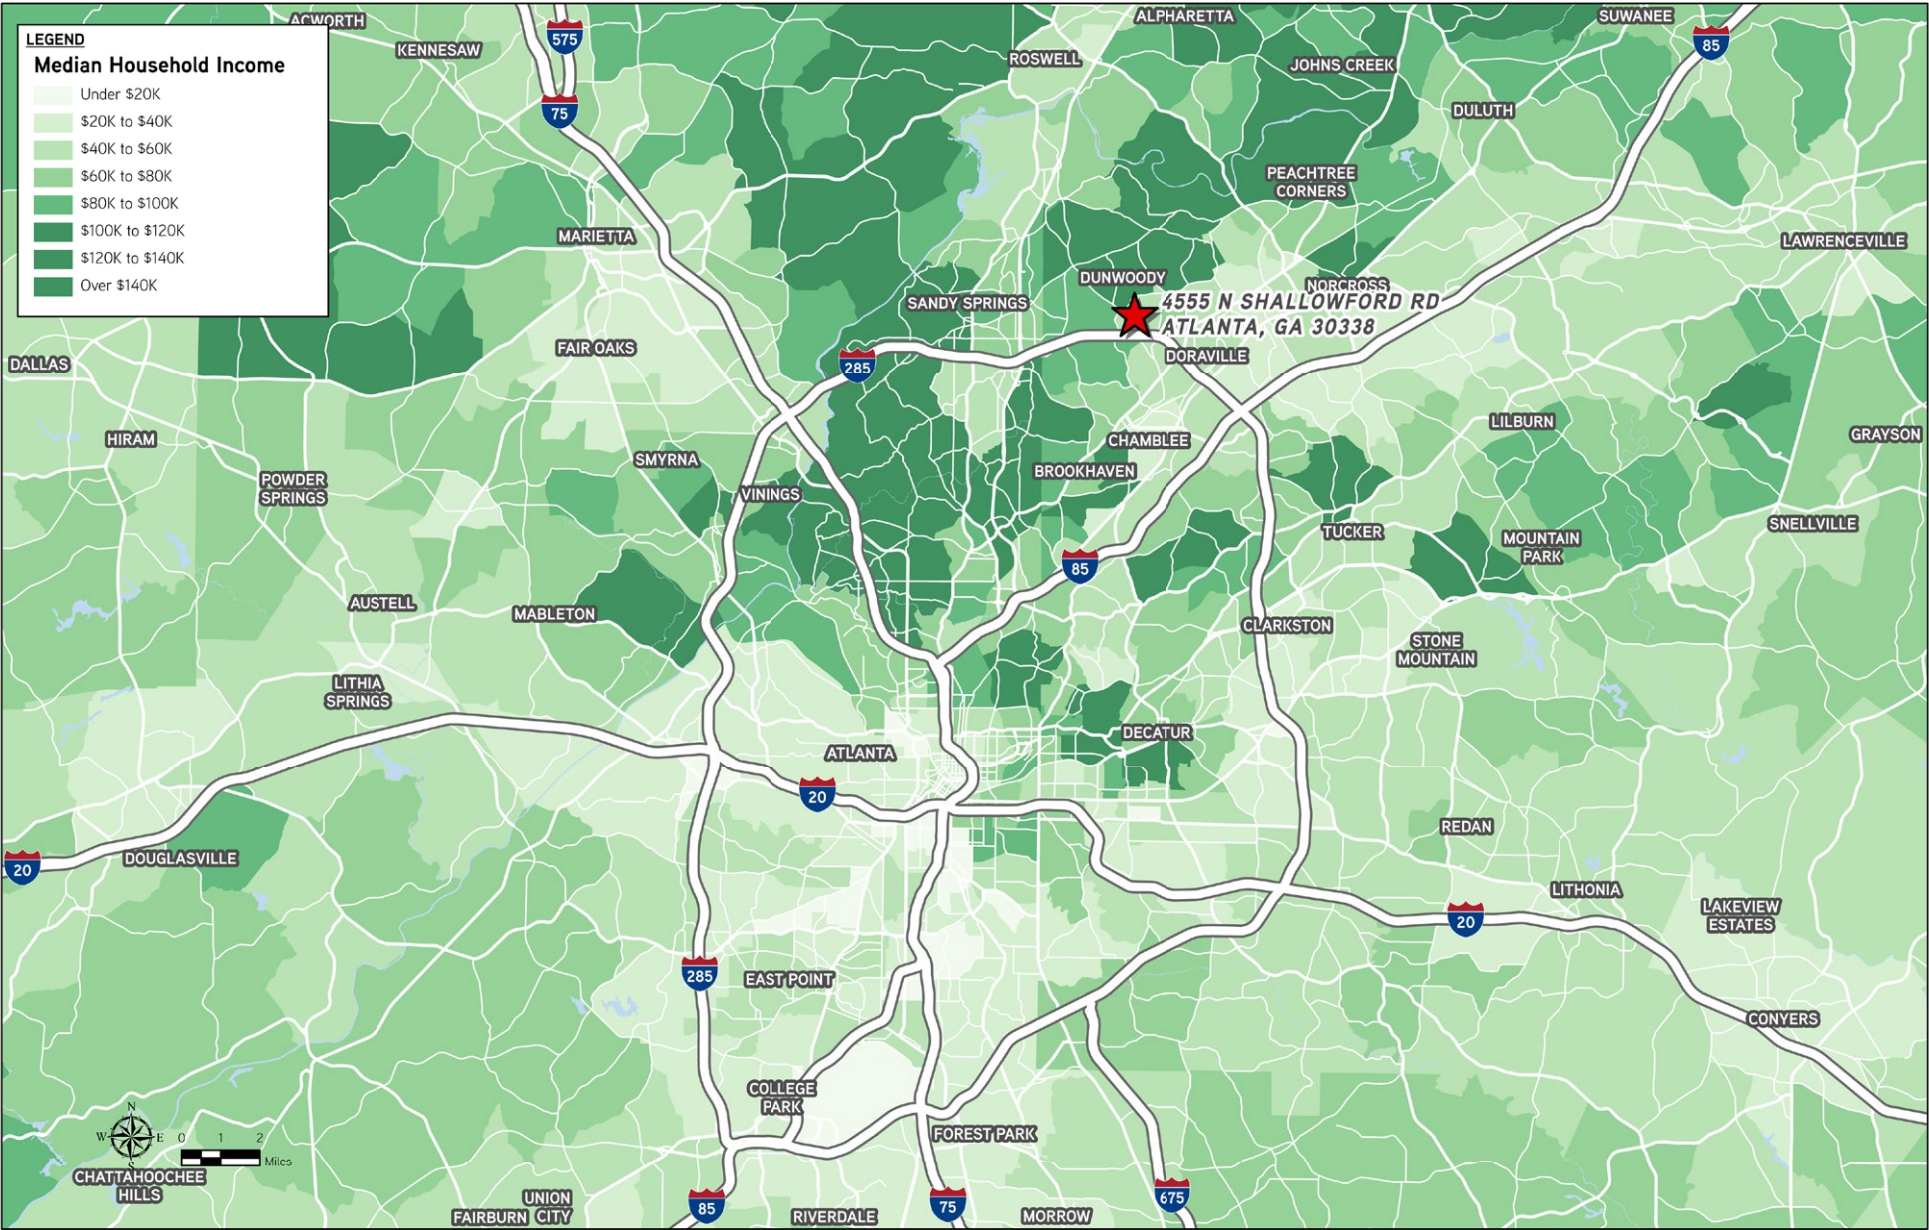 LEGEND
Median Household Income
Under $20K
$20K to $40K
$40K to $60K
$60K to $80K
$80K to $100K
$100K to $120K
$120K to $140K
Over $140K
ACWORTH
KENNESAW
575
75
ROSWELL
ALPHARETTA
JOHNS CREEK
SUWANEE
85
DULUTH
PEACHTREE
CORNERS
MARIETTA
LAWRENCEVILLE
DUNWOODY
NORCROSS
SANDY SPRINGS
4555 N SHALLOWFORD RD
ATLANTA, GA 30338
FAIR OAKS
DORAVILLE
DALLAS
285
HIRAM
LILBURN
GRAYSON
CHAMBLEE
SMYRNA
BROOKHAVEN
POWDER
SPRINGS
VININGS
TUCKER
MOUNTAIN
PARK
SNELLVILLE
85
AUSTELL
MABLETON
CLARKSTON
STONE
MOUNTAIN
LITHIA
SPRINGS
ATLANTA
DECATUR
20
REDAN
20
DOUGLASVILLE
LITHONIA
LAKEVIEW
ESTATES
20
285
EAST POINT
CONYERS
COLLEGE
PARK
FOREST PARK
N
W
E
S
0 1 2
Miles
CHATTAHOOCHEE
HILLS
UNION
CITY
FAIRBURN
85
RIVERDALE
75
MORROW
675